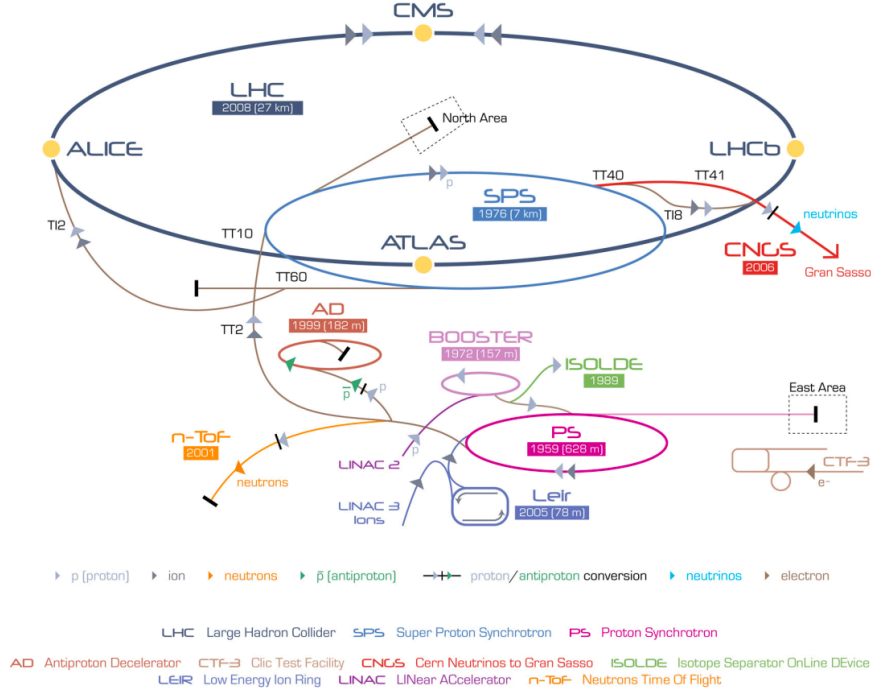 CMS
LHC
2008 (27 km)
North Area
ALICE
LHCb
TT40
TT41
p
SPS
1976 (7 km)
TI8
neutrinos
TI2
TT10
ATLAS
CNGS
2006
Gran Sasso
TT60
AD
1999 (182 m)
TT2
BOOSTER
1972 (157 m)
ISOLDE
1989
p̄
p
East Area
n-ToF
2001
PS
1959 (628 m)
p
LINAC 2
neutrons
CTF-3
e-
LINAC 3
Ions
Leir
2005 (78 m)
p (proton)
ion
neutrons
p̄ (antiproton)
proton/antiproton conversion
neutrinos
electron
LHC Large Hadron Collider SPS Super Proton Synchrotron PS Proton Synchrotron
AD Antiproton Decelerator CTF-3 Clic Test Facility CNGS Cern Neutrinos to Gran Sasso ISOLDE Isotope Separator OnLine DEvice
LEIR Low Energy Ion Ring LINAC LINear ACcelerator n-ToF Neutrons Time Of Flight